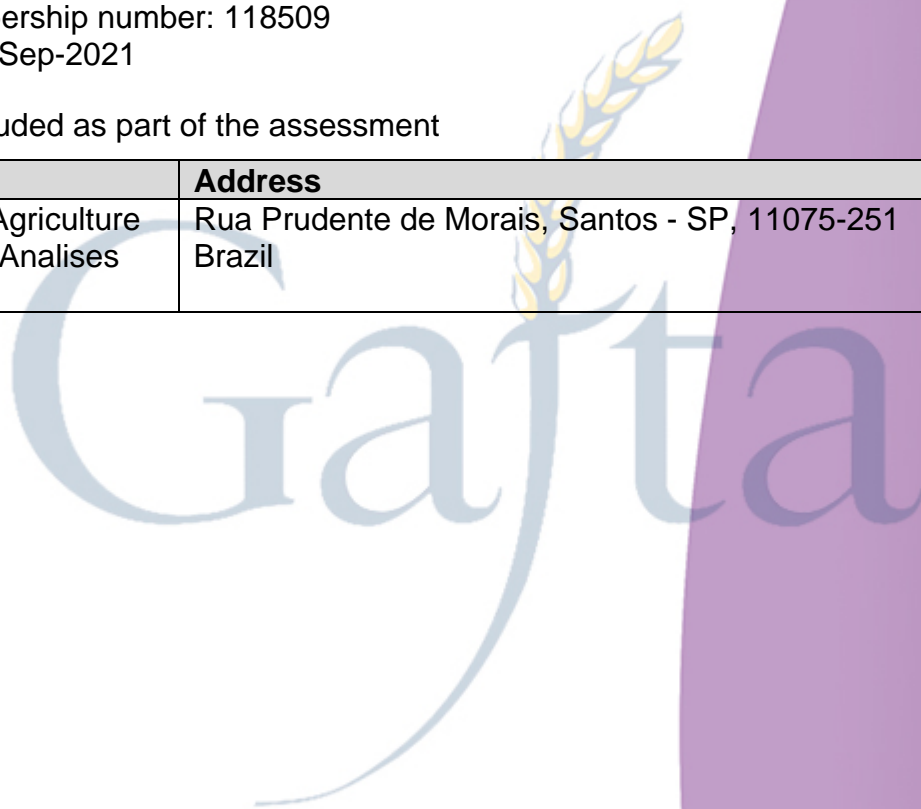 ership number: 118509
Sep-2021
uded as part of the assessment
Address
Agriculture Rua Prudente de Morais, Santos - SP, 11075-251
Analises Brazil
Gafta